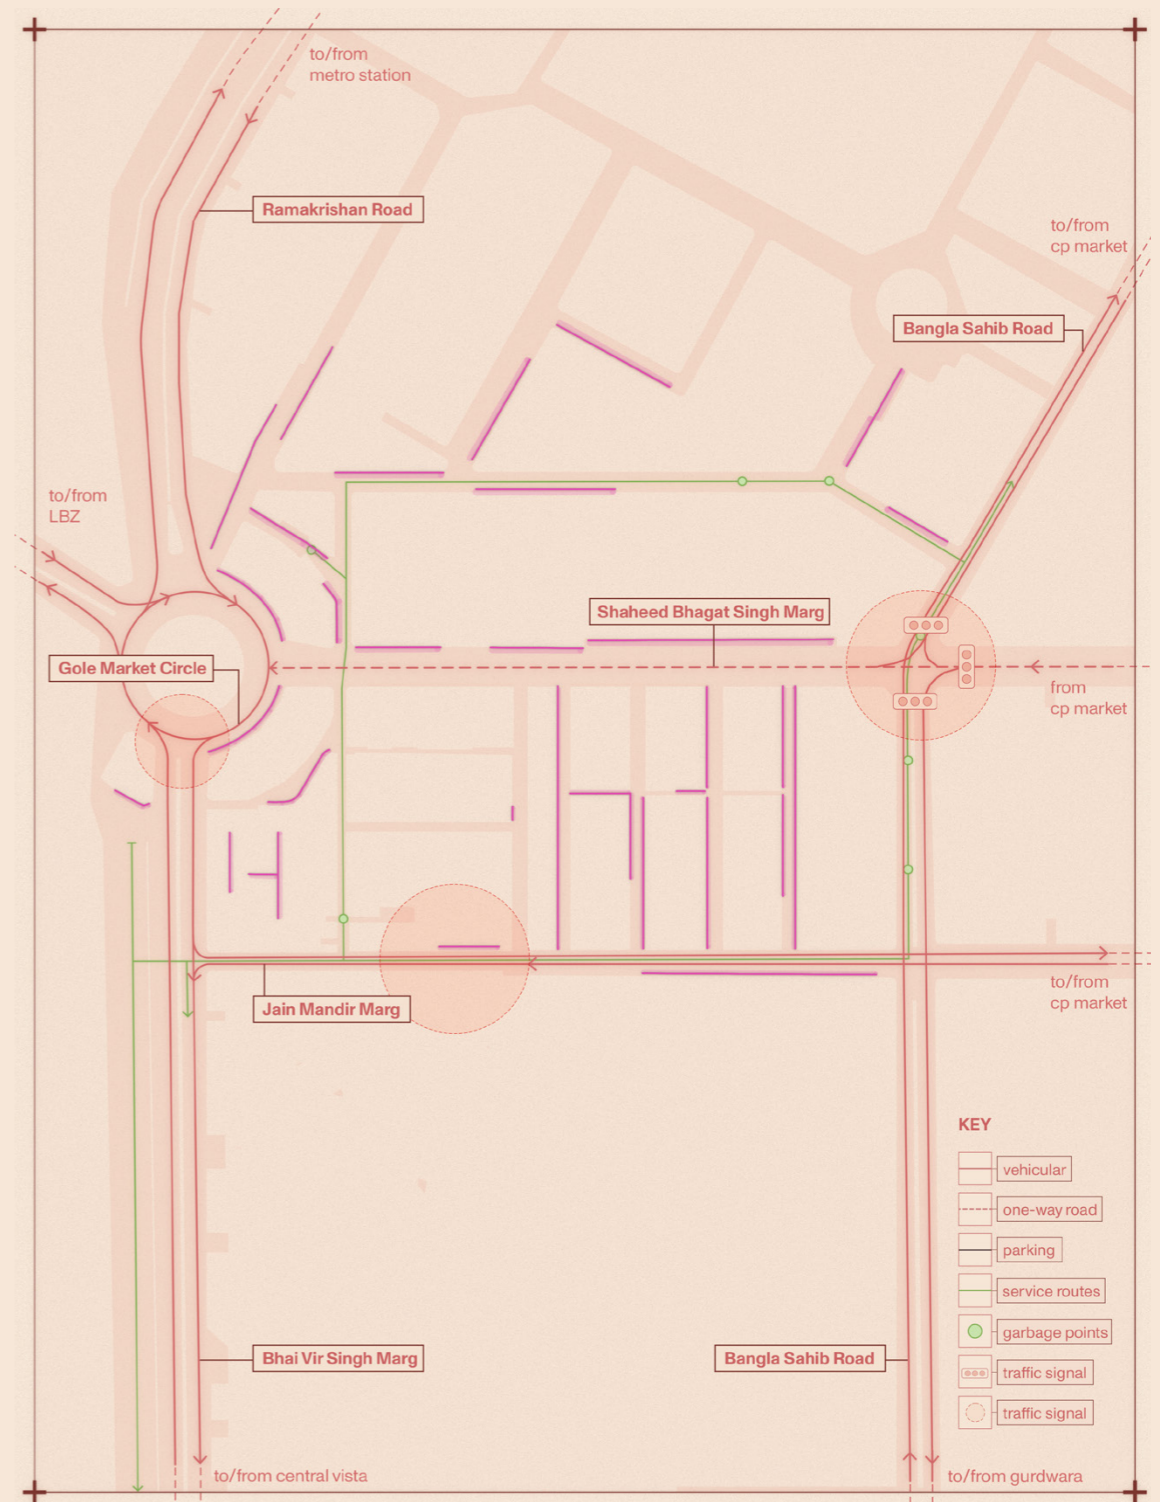 to/from
metro station
Ramakrishan Road
to/from
cp market
Bangla Sahib Road
to/from
LBZ
Shaheed Bhagat Singh Marg
Gole Market Circle
from
cp market
to/from
cp market
Jain Mandir Marg
KEY
vehicular
one-way road
parking
service routes
garbage points
traffic signal
traffic signal
Bhai Vir Singh Marg
Bangla Sahib Road
to/from central vista
to/from gurdwara